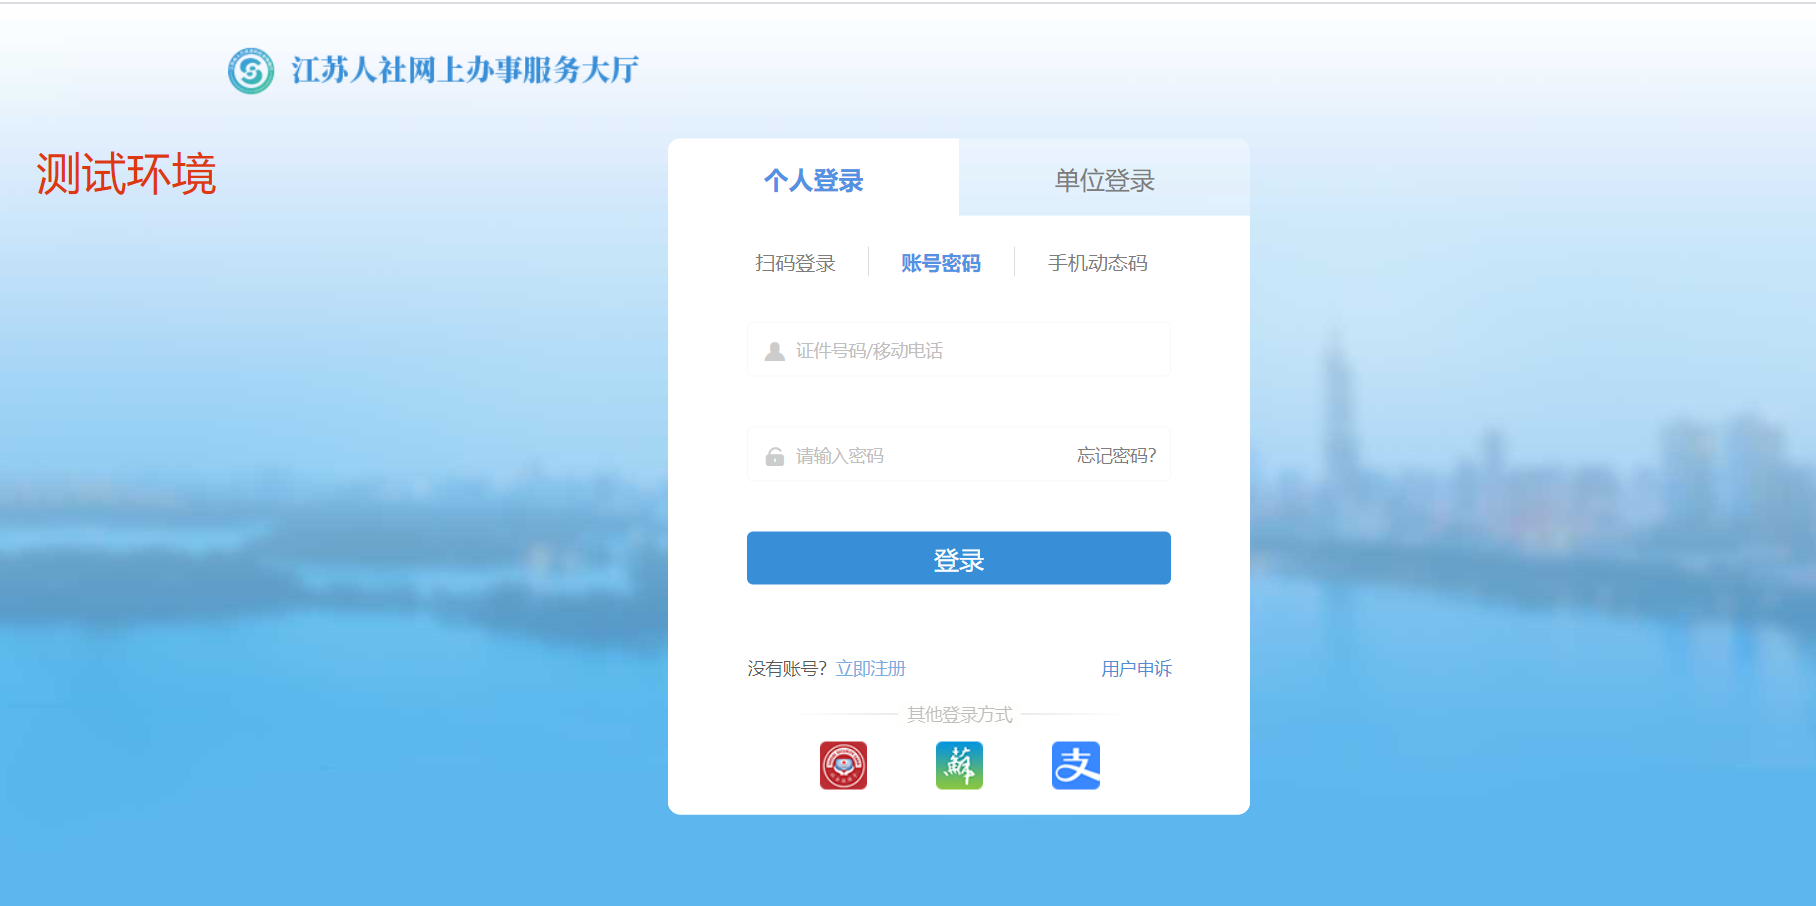 江苏人社网上办事服务大厅
测试环境
个人登录
单位登录
扫码登录
账号密码
手机动态码
证件号码/移动电话
请输入密码
忘记密码?
登录
没有账号? 立即注册
用户申诉
其他登录方式
蘇
支